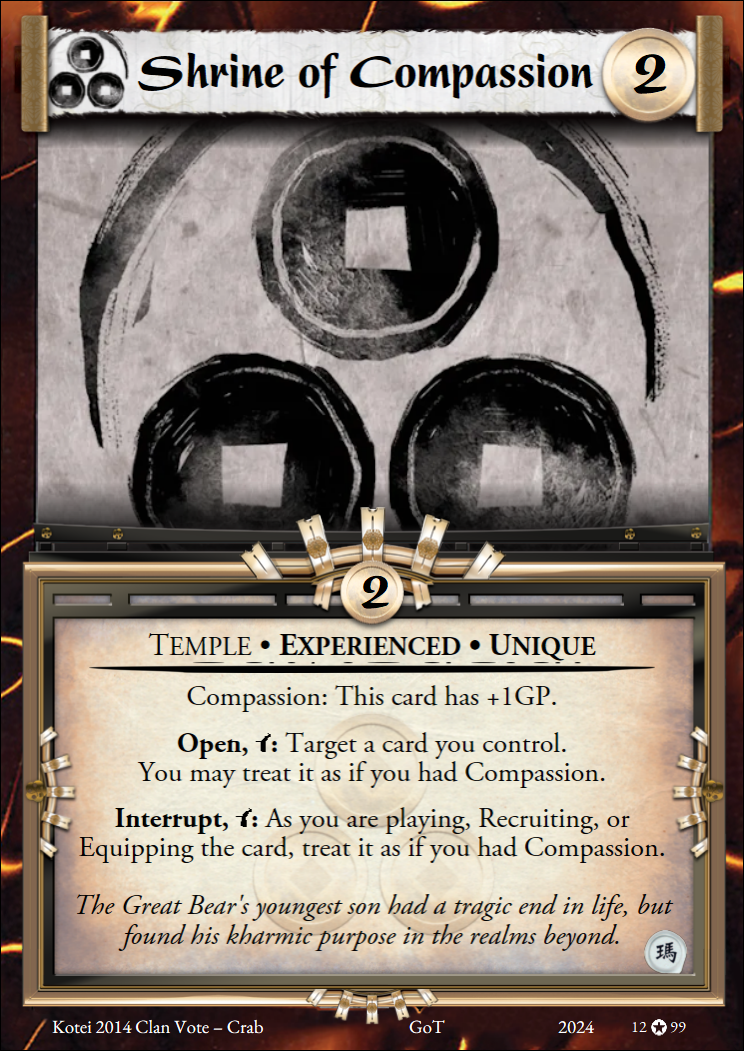 Shrine of Compassion 2
2
Temple • Experienced • Unique
Compassion: This card has +1GP.
Open, : Target a card you control.
You may treat it as if you had Compassion.
Interrupt, : As you are playing, Recruiting, or
Equipping the card, treat it as if you had Compassion.
The Great Bear's youngest son had a tragic end in life, but
found his kharmic purpose in the realms beyond.
瑪
Kotei 2014 Clan Vote – Crab GoT 2024 12 ✪ 99